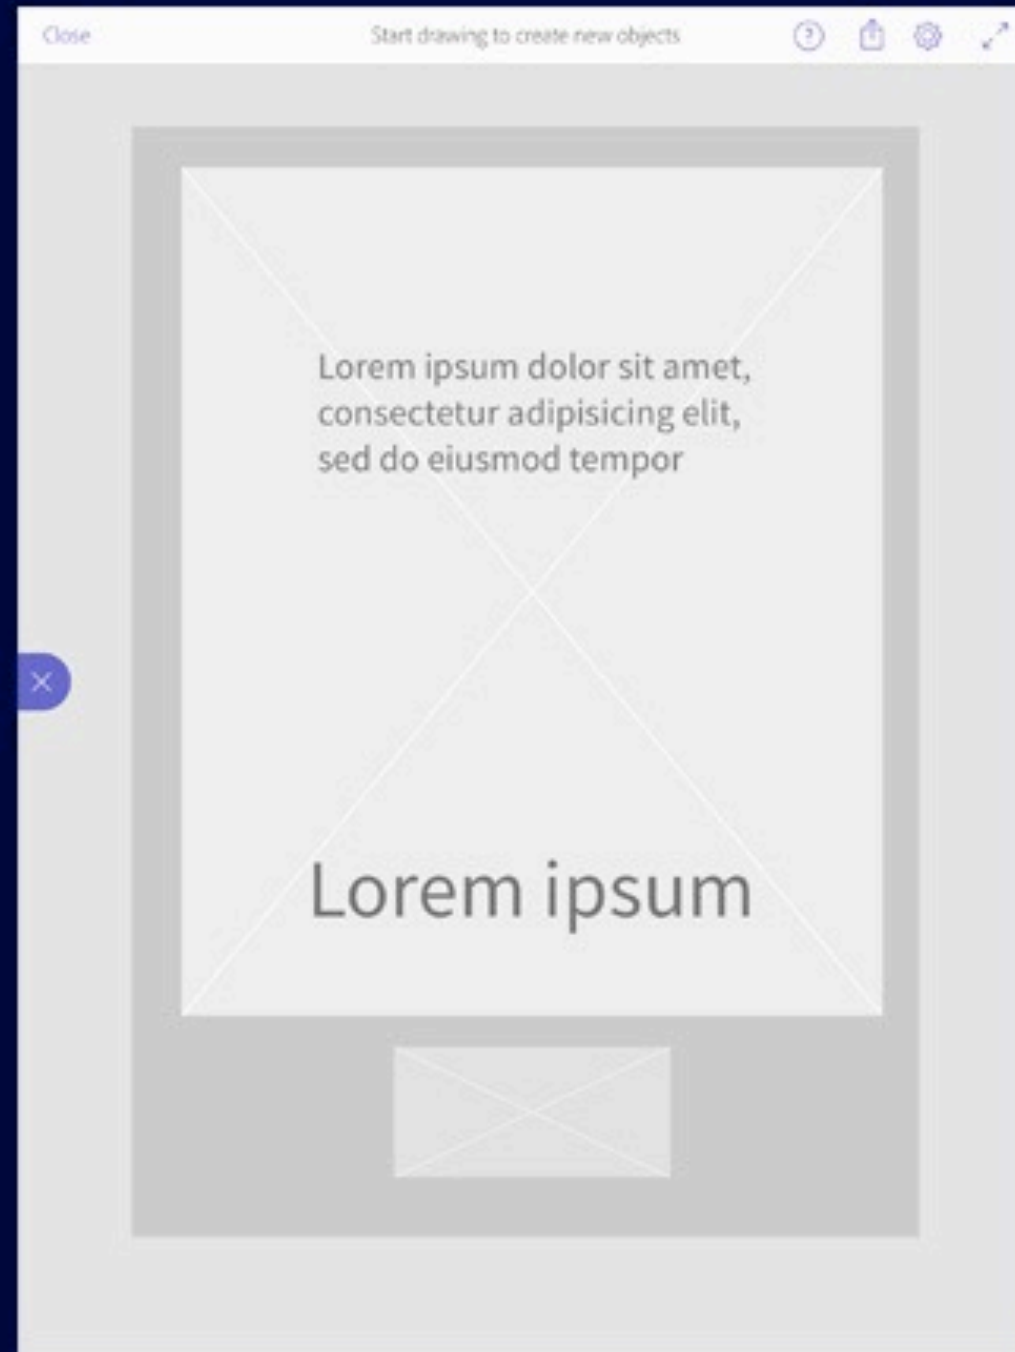 Close
Start drawing to create new objects
Lorem ipsum dolor sit amet,
consectetur adipisicing elit,
sed do eiusmod tempor
Lorem ipsum